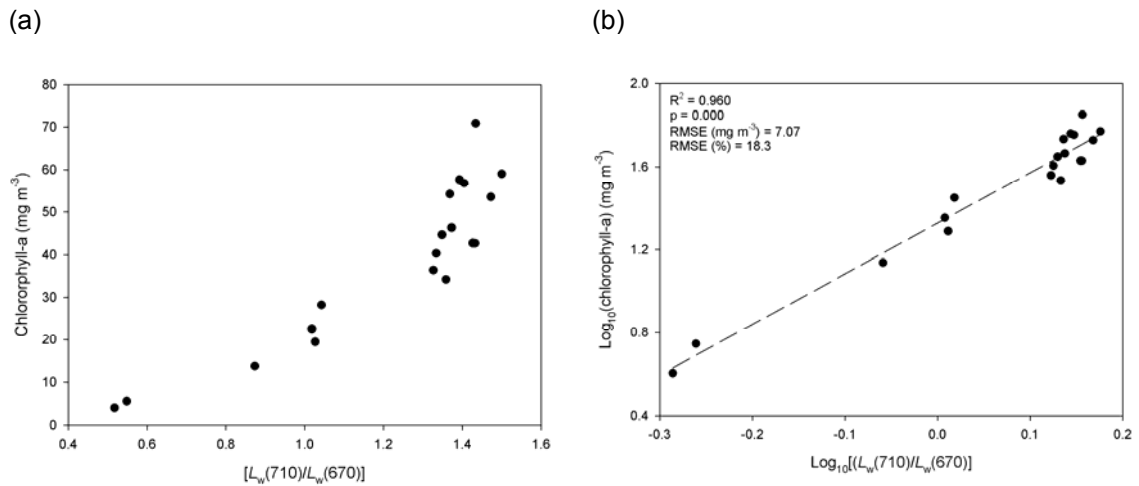 (a)
(b)
Chlororphyll-a (mg m⁻³)
80
70
60
50
40
30
20
10
0
0.4 0.6 0.8 1.0 1.2 1.4 1.6
[Lw(710)/Lw(670)]
R² = 0.960
p = 0.000
RMSE (mg m⁻³) = 7.07
RMSE (%) = 18.3
Log₁₀(chlorophyll-a) (mg m⁻³)
2.0
1.6
1.2
0.8
0.4
-0.3 -0.2 -0.1 0.0 0.1 0.2
Log₁₀[(Lw(710)/Lw(670)]